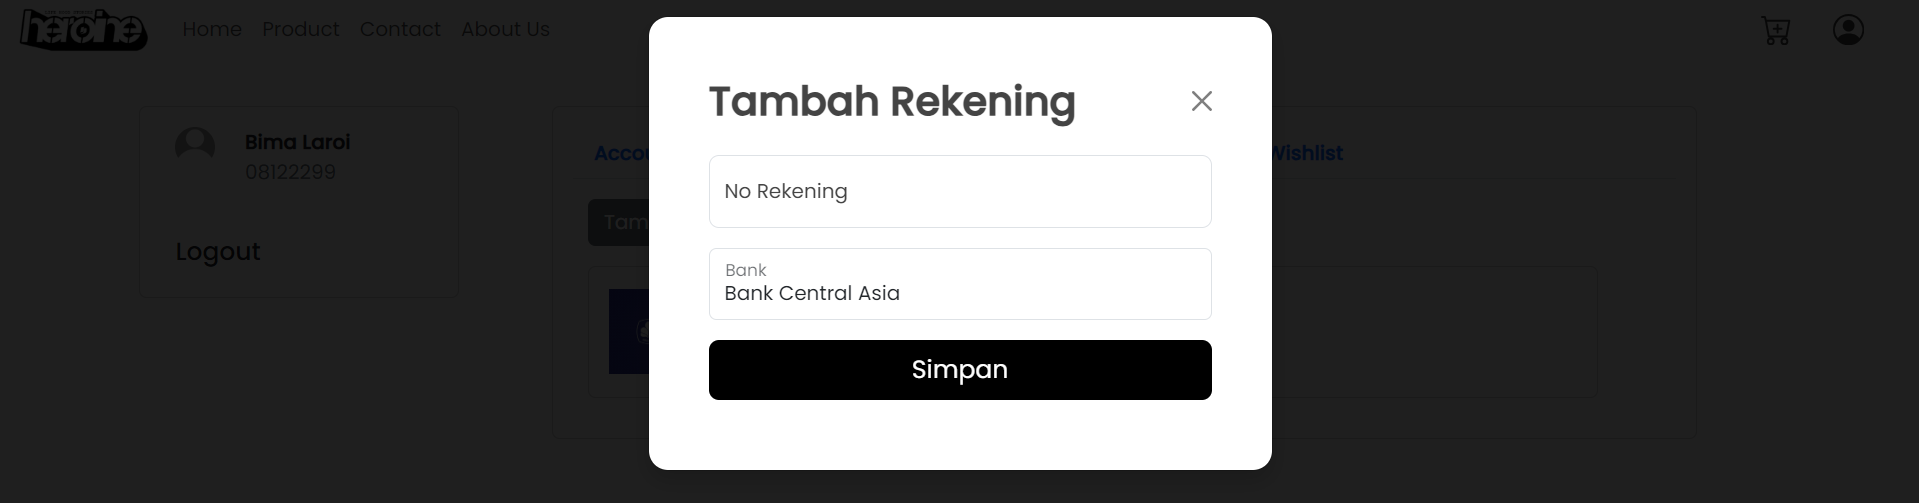 heroine
Home Product Contact About Us
Bima Laroi
08122299
Logout
Wishlist
Tambah Rekening
No Rekening
Bank
Bank Central Asia
Simpan